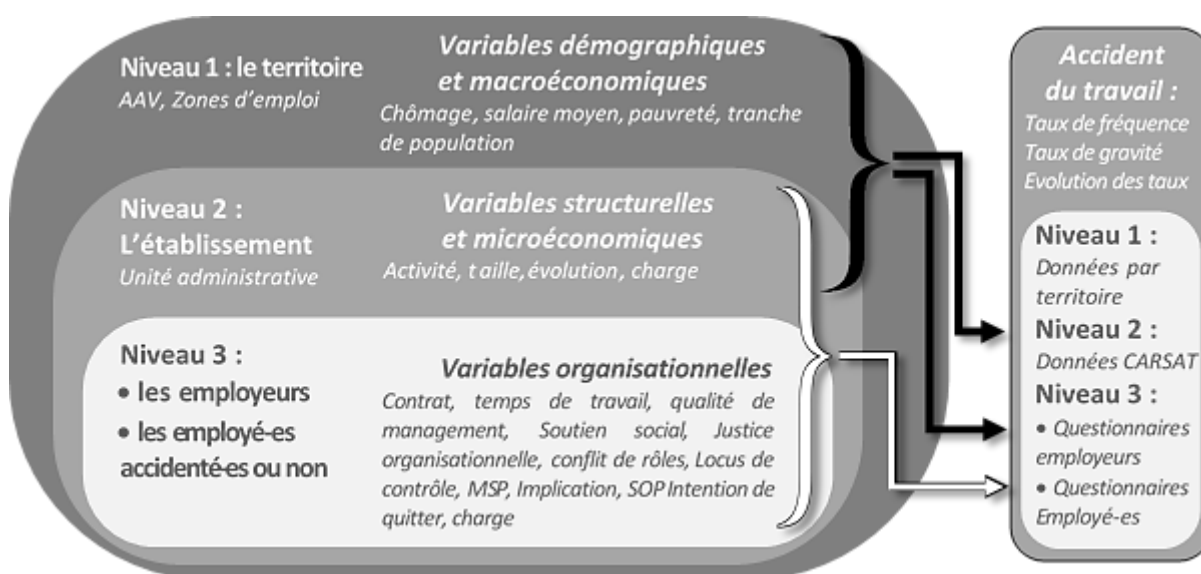 Niveau 1 : le territoire
AAV, Zones d'emploi
Variables démographiques
et macroéconomiques
Chômage, salaire moyen, pauvreté, tranche
de population
Niveau 2 :
L'établissement
Unité administrative
Variables structurelles
et microéconomiques
Activité, t aille, évolution, charge
Niveau 3 :
• les employeurs
• les employé-es
accidenté-es ou non
Variables organisationnelles
Contrat, temps de travail, qualité de
management, Soutien social, Justice
organisationnelle, conflit de rôles, Locus de
contrôle, MSP, Implication, SOP Intention de
quitter, charge
Accident
du travail :
Taux de fréquence
Taux de gravité
Evolution des taux
Niveau 1 :
Données par
territoire
Niveau 2 :
Données CARSAT
Niveau 3 :
• Questionnaires
employeurs
• Questionnaires
Employé-es